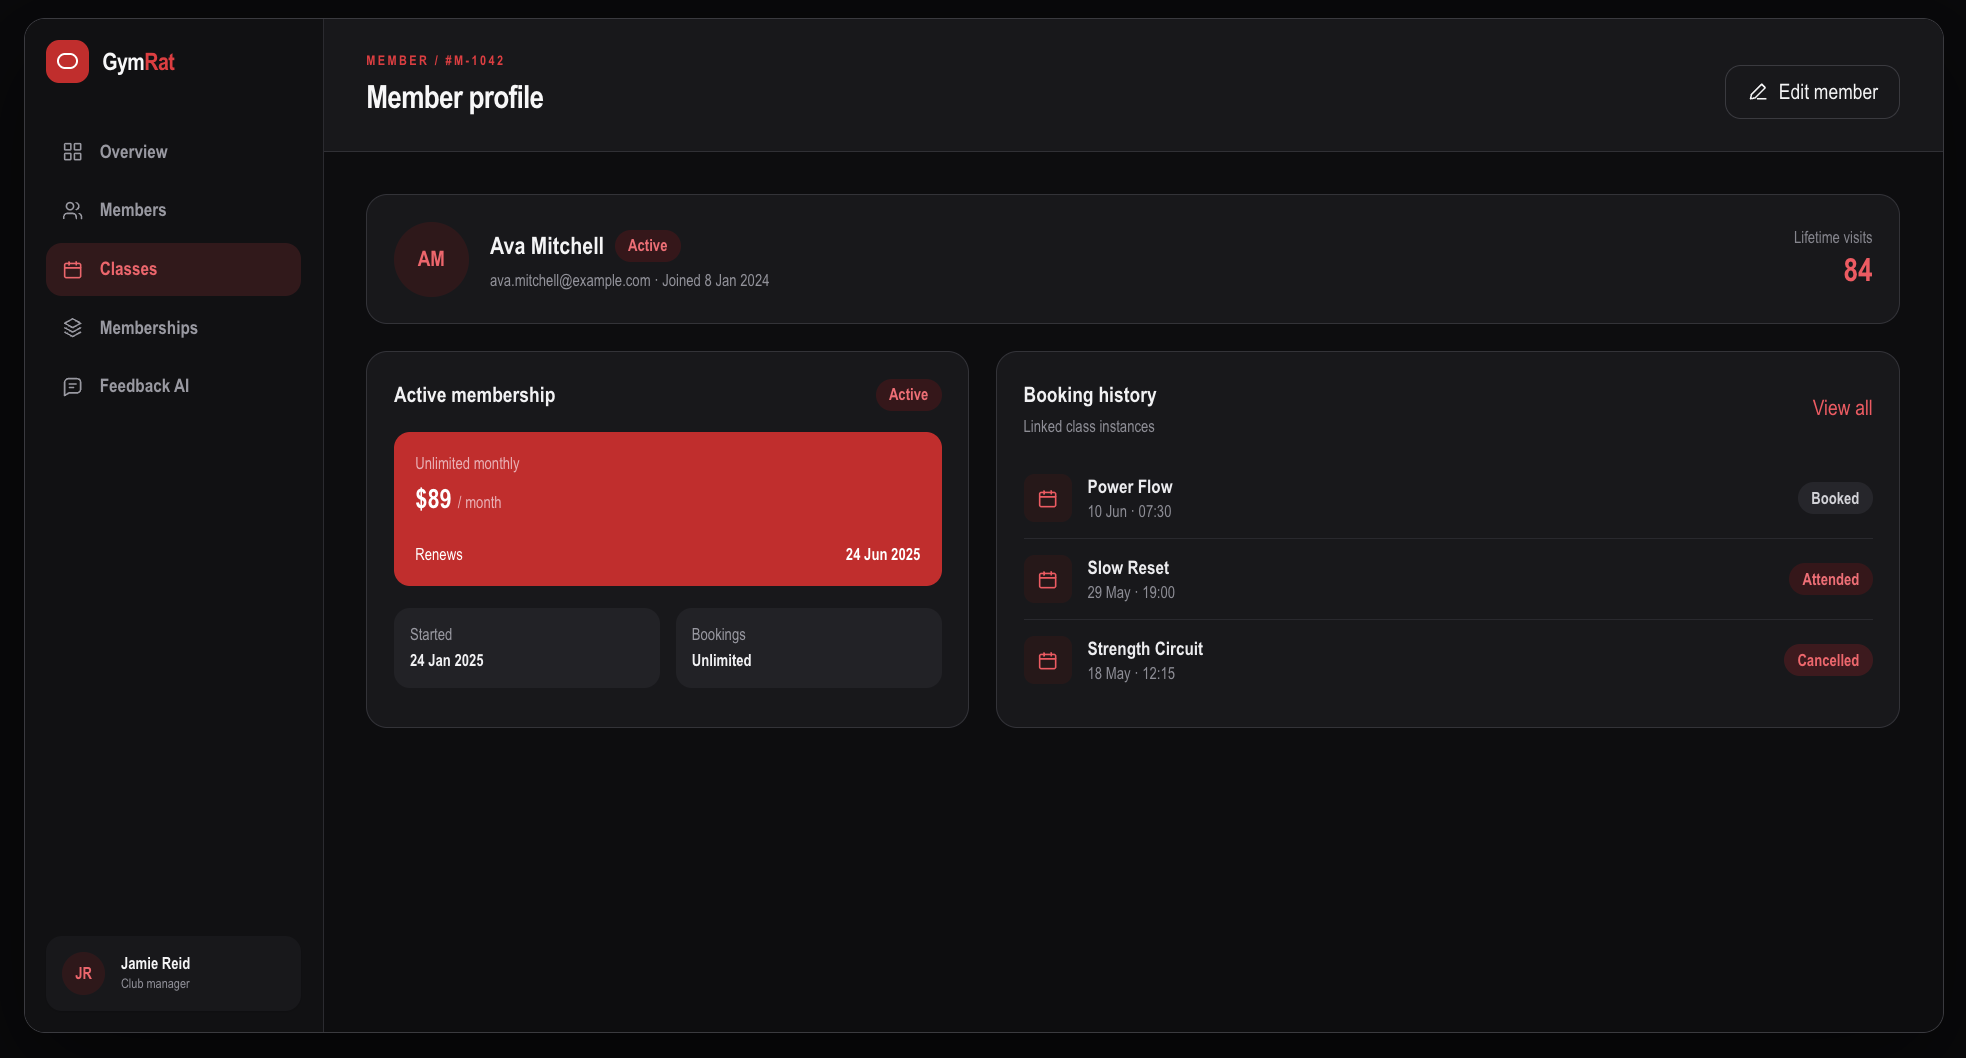 GymRat
Overview
Members
Classes
Memberships
Feedback AI
JR
Jamie Reid
Club manager
MEMBER / #M-1042
Member profile
Edit member
AM
Ava Mitchell
Active
ava.mitchell@example.com · Joined 8 Jan 2024
Lifetime visits
84
Active membership
Active
Unlimited monthly
$89 / month
Renews
24 Jun 2025
Started
24 Jan 2025
Bookings
Unlimited
Booking history
Linked class instances
View all
Power Flow
10 Jun · 07:30
Booked
Slow Reset
29 May · 19:00
Attended
Strength Circuit
18 May · 12:15
Cancelled